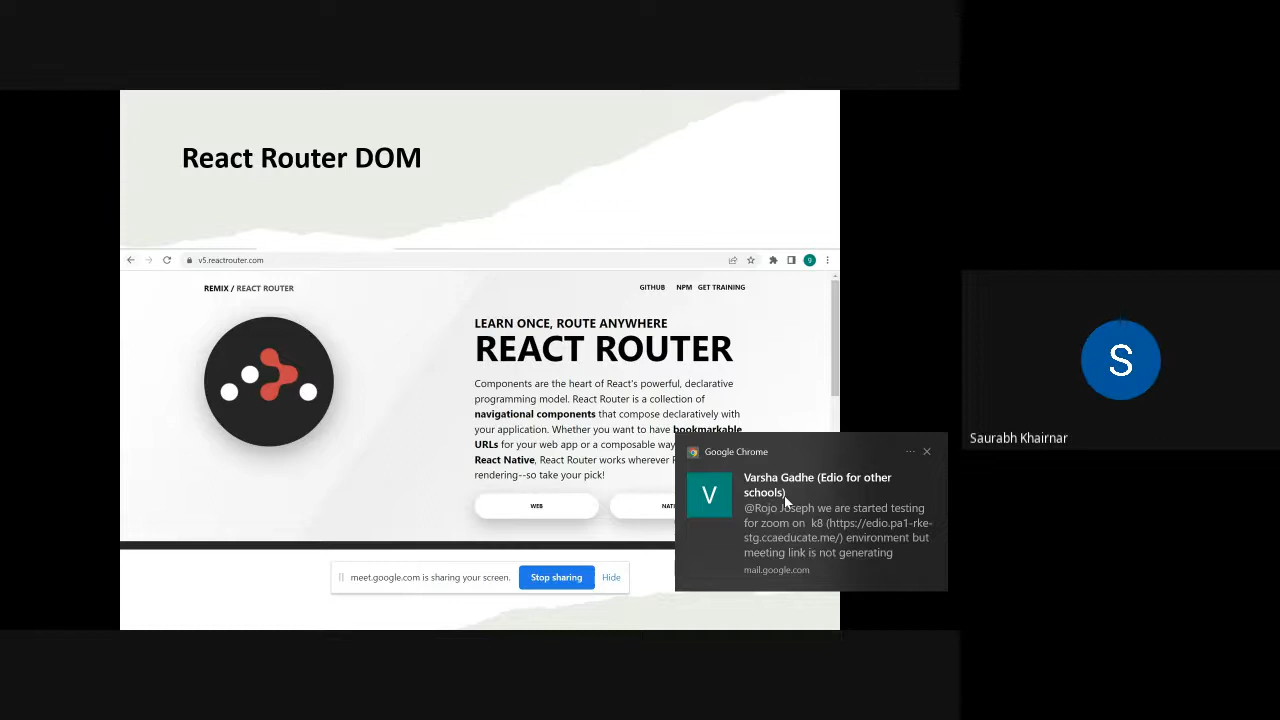 React Router DOM
v5.reactrouter.com
9
REMIX / REACT ROUTER
GITHUB NPM GET TRAINING
LEARN ONCE, ROUTE ANYWHERE
REACT ROUTER
Components are the heart of React's powerful, declarative
programming model. React Router is a collection of
navigational components that compose declaratively with
your application. Whether you want to have bookmarkable
URLs for your web app or a composable way
React Native, React Router works wherever
rendering--so take your pick!
WEB
Google Chrome
V
Varsha Gadhe (Edio for other
schools)
@Rojo Joseph we are started testing
for zoom on k8 (https://edio.pa1-rke-
stg.ccaeducate.me/) environment but
meeting link is not generating
mail.google.com
meet.google.com is sharing your screen.
Stop sharing
Hide
S
Saurabh Khairnar